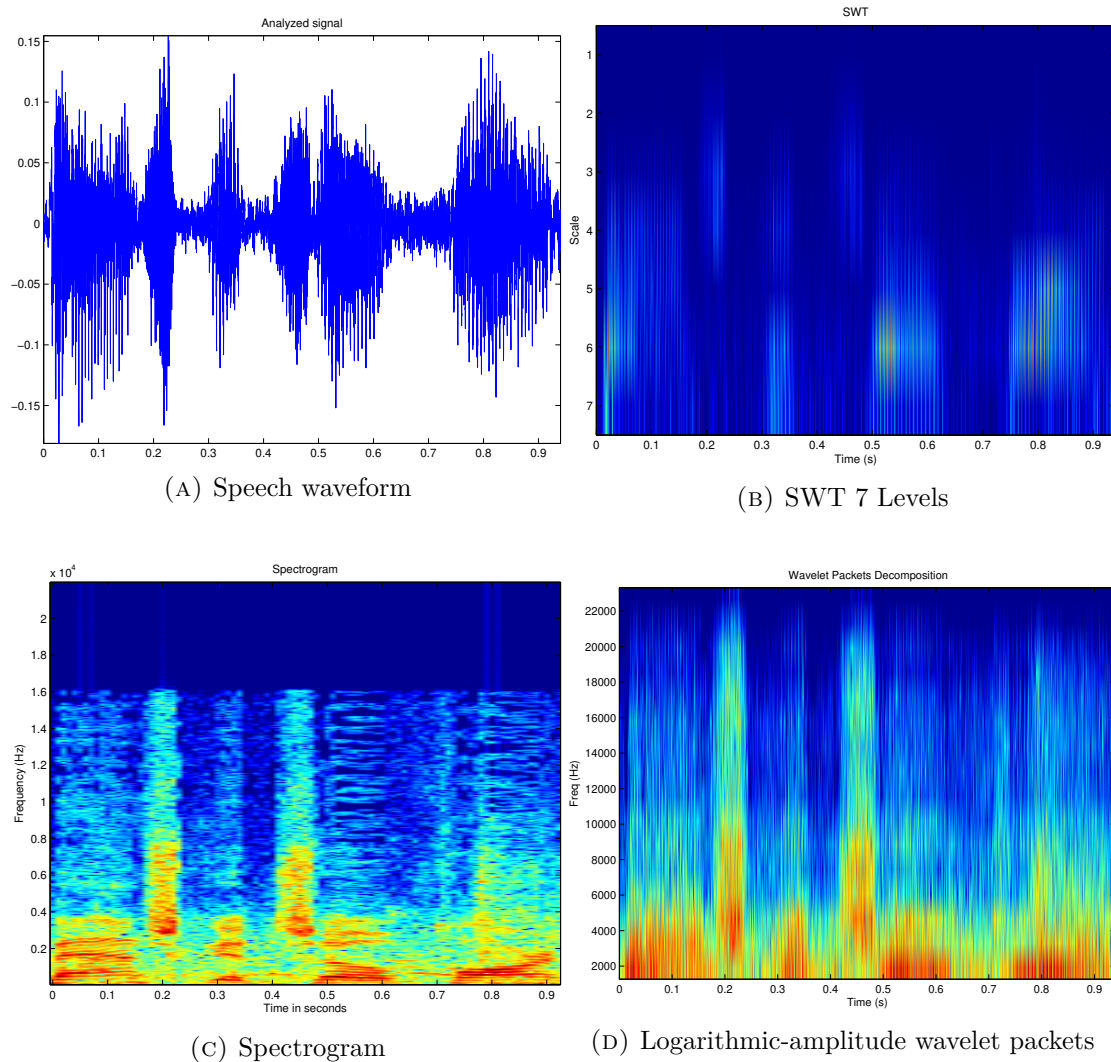 Analyzed signal
0.15
0.1
0.05
0
−0.05
−0.1
−0.15
0 0.1 0.2 0.3 0.4 0.5 0.6 0.7 0.8 0.9
(A) Speech waveform
SWT
Scale
1
2
3
4
5
6
7
0 0.1 0.2 0.3 0.4 0.5 0.6 0.7 0.8 0.9
Time (s)
(B) SWT 7 Levels
Spectrogram
x 10⁴
Frequency (Hz)
2
1.8
1.6
1.4
1.2
1
0.8
0.6
0.4
0.2
0 0.1 0.2 0.3 0.4 0.5 0.6 0.7 0.8 0.9
Time in seconds
(C) Spectrogram
Wavelet Packets Decomposition
Freq (Hz)
22000
20000
18000
16000
14000
12000
10000
8000
6000
4000
2000
0 0.1 0.2 0.3 0.4 0.5 0.6 0.7 0.8 0.9
Time (s)
(D) Logarithmic-amplitude wavelet packets